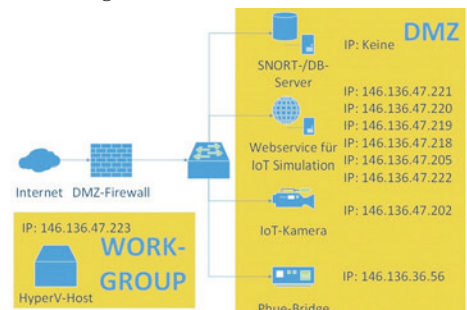 DMZ
IP: Keine
SNORT-/DB-
Server
IP: 146.136.47.221
IP: 146.136.47.220
IP: 146.136.47.219
IP: 146.136.47.218
IP: 146.136.47.205
IP: 146.136.47.222
Webservice für
IoT Simulation
Internet
DMZ-Firewall
IP: 146.136.47.202
IoT-Kamera
IP: 146.136.47.223
WORK-
GROUP
HyperV-Host
IP: 146.136.36.56
Phue-Bridge